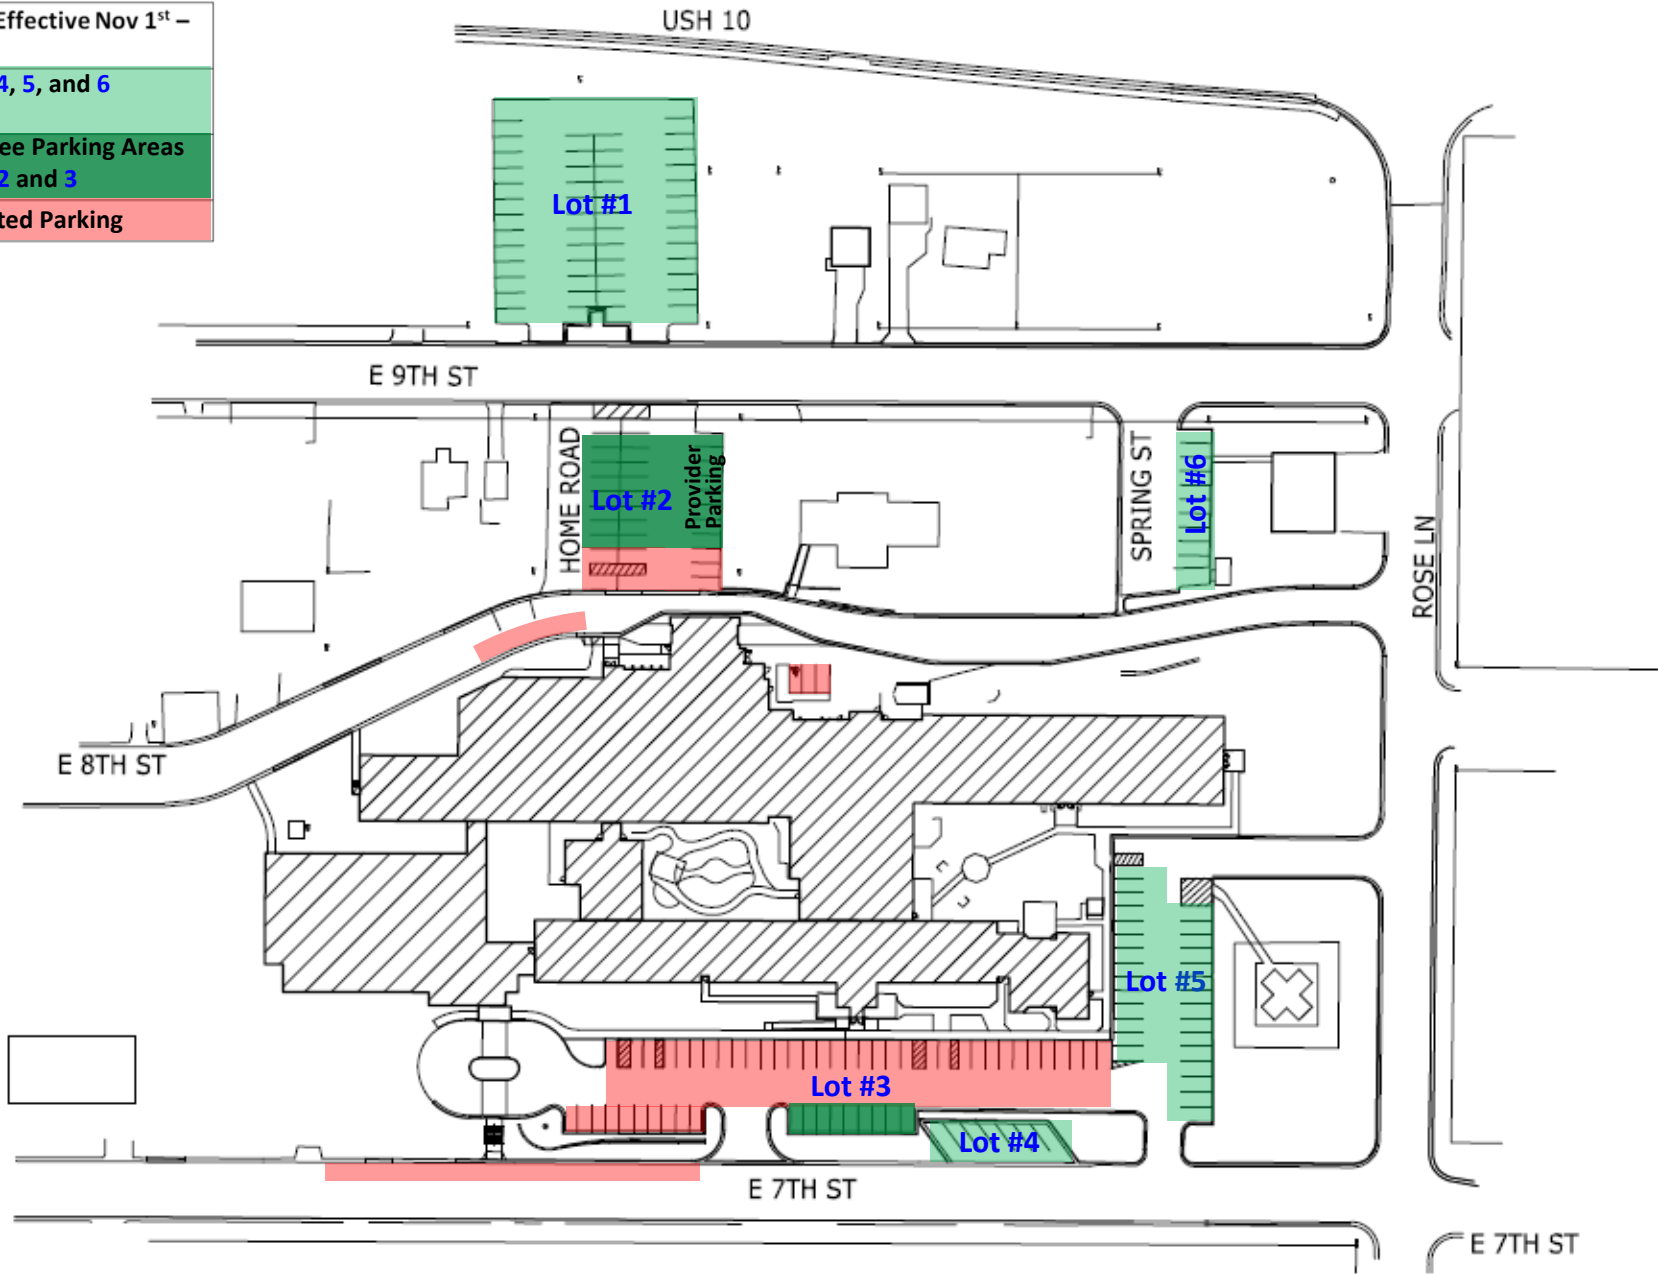 Effective Nov 1st –
4, 5, and 6
ee Parking Areas
2 and 3
ted Parking
USH 10
Lot #1
E 9TH ST
HOME ROAD
Lot #2
Provider
Parking
SPRING ST
Lot #6
ROSE LN
E 8TH ST
Lot #5
Lot #3
Lot #4
E 7TH ST
E 7TH ST